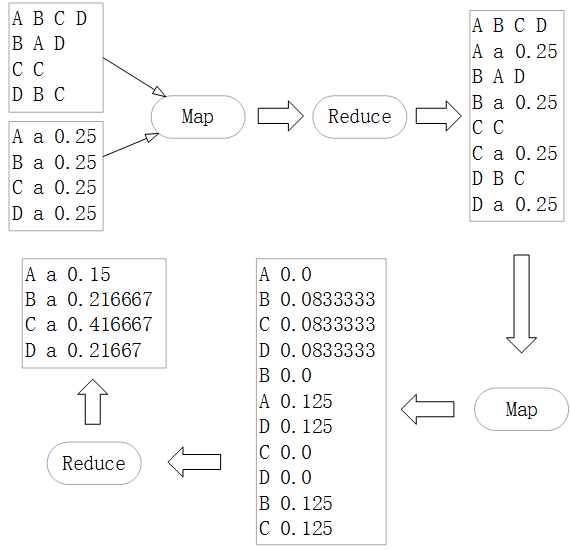 A B C D
B A D
C C
D B C
A a 0.25
B a 0.25
C a 0.25
D a 0.25
Map
Reduce
A B C D
A a 0.25
B A D
B a 0.25
C C
C a 0.25
D B C
D a 0.25
Map
A 0.0
B 0.0833333
C 0.0833333
D 0.0833333
B 0.0
A 0.125
D 0.125
C 0.0
D 0.0
B 0.125
C 0.125
Reduce
A a 0.15
B a 0.216667
C a 0.416667
D a 0.21667